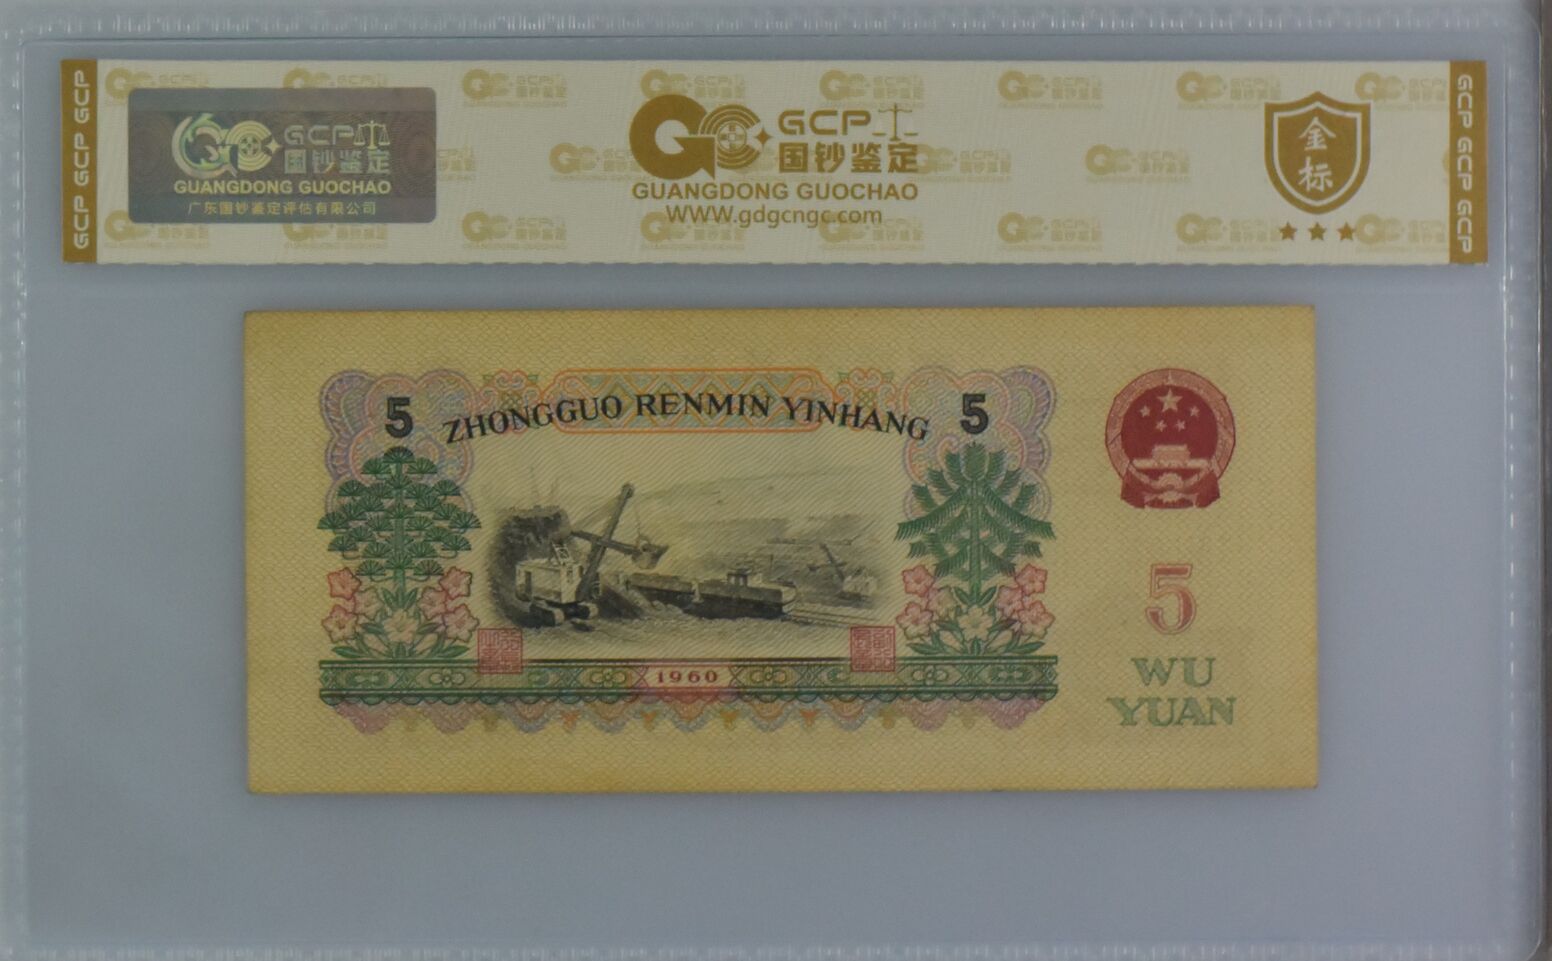 GCP GCP GCP
GCP
国钞鉴定
GUANGDONG GUOCHAO
广东国钞鉴定评估有限公司
GCP
国钞鉴定
GUANGDONG GUOCHAO
WWW.gdgcngc.com
金标
GCP GCP GCP
5 ZHONGGUO RENMIN YINHANG 5
5
WU
YUAN
1960